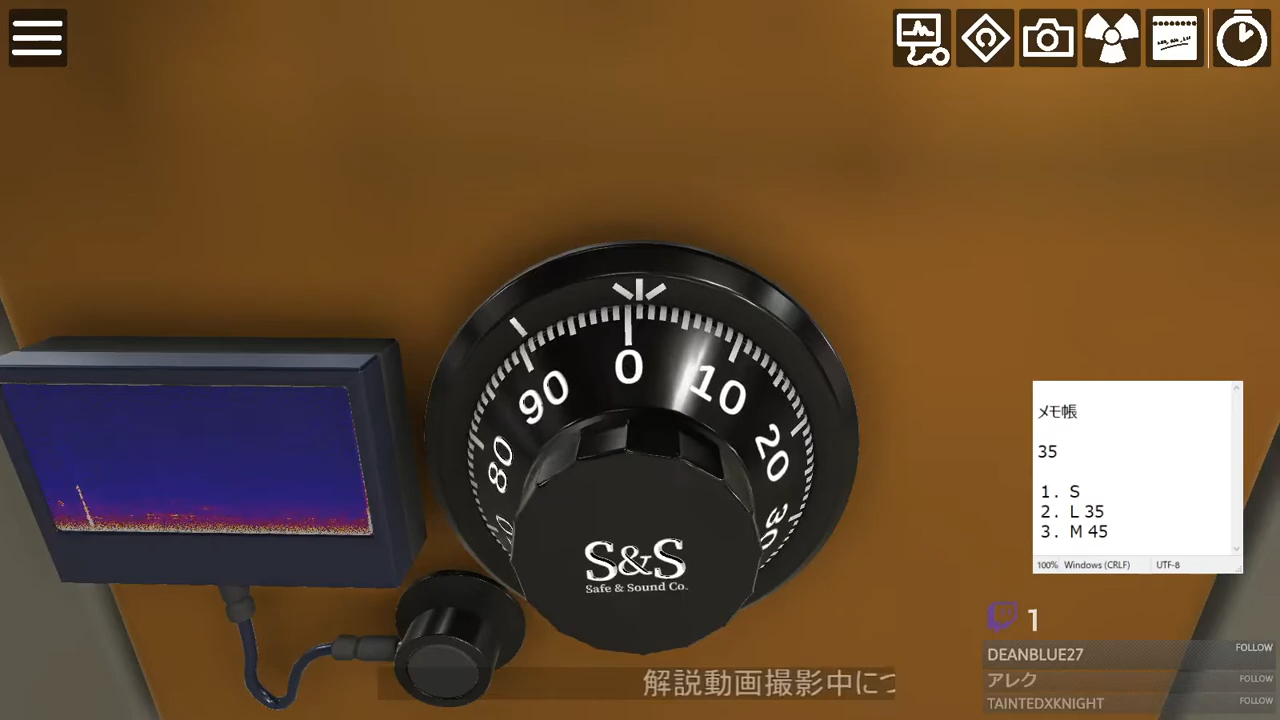 90
0
10
80
20
30
S&S
Safe & Sound Co.
メモ帳
35
1. S
2. L 35
3. M 45
100%
Windows (CRLF)
UTF-8
1
DEANBLUE27
FOLLOW
アレク
FOLLOW
TAINTEDXKNIGHT
FOLLOW
解説動画撮影中に